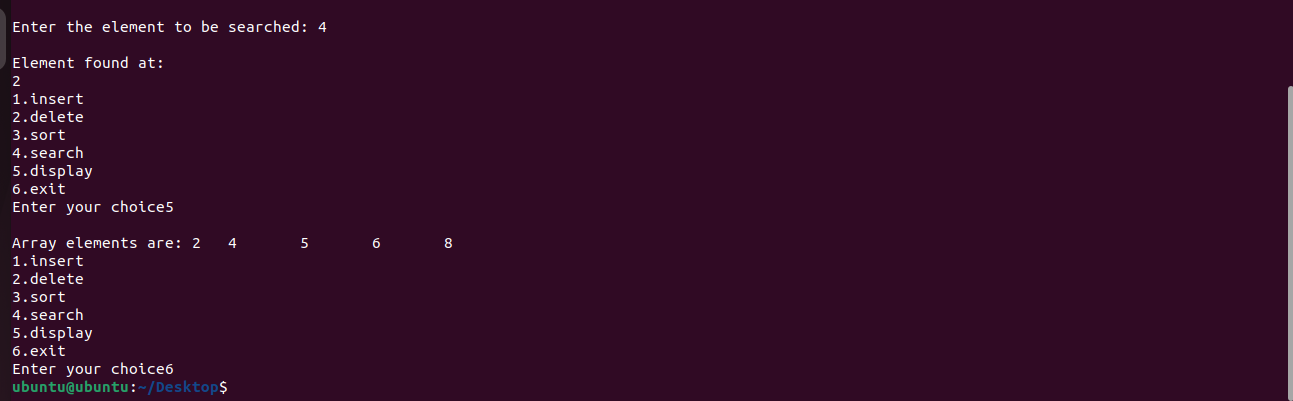 Enter the element to be searched: 4
Element found at:
2
1.insert
2.delete
3.sort
4.search
5.display
6.exit
Enter your choice5
Array elements are: 2 4 5 6 8
1.insert
2.delete
3.sort
4.search
5.display
6.exit
Enter your choice6
ubuntu@ubuntu:~/Desktop$